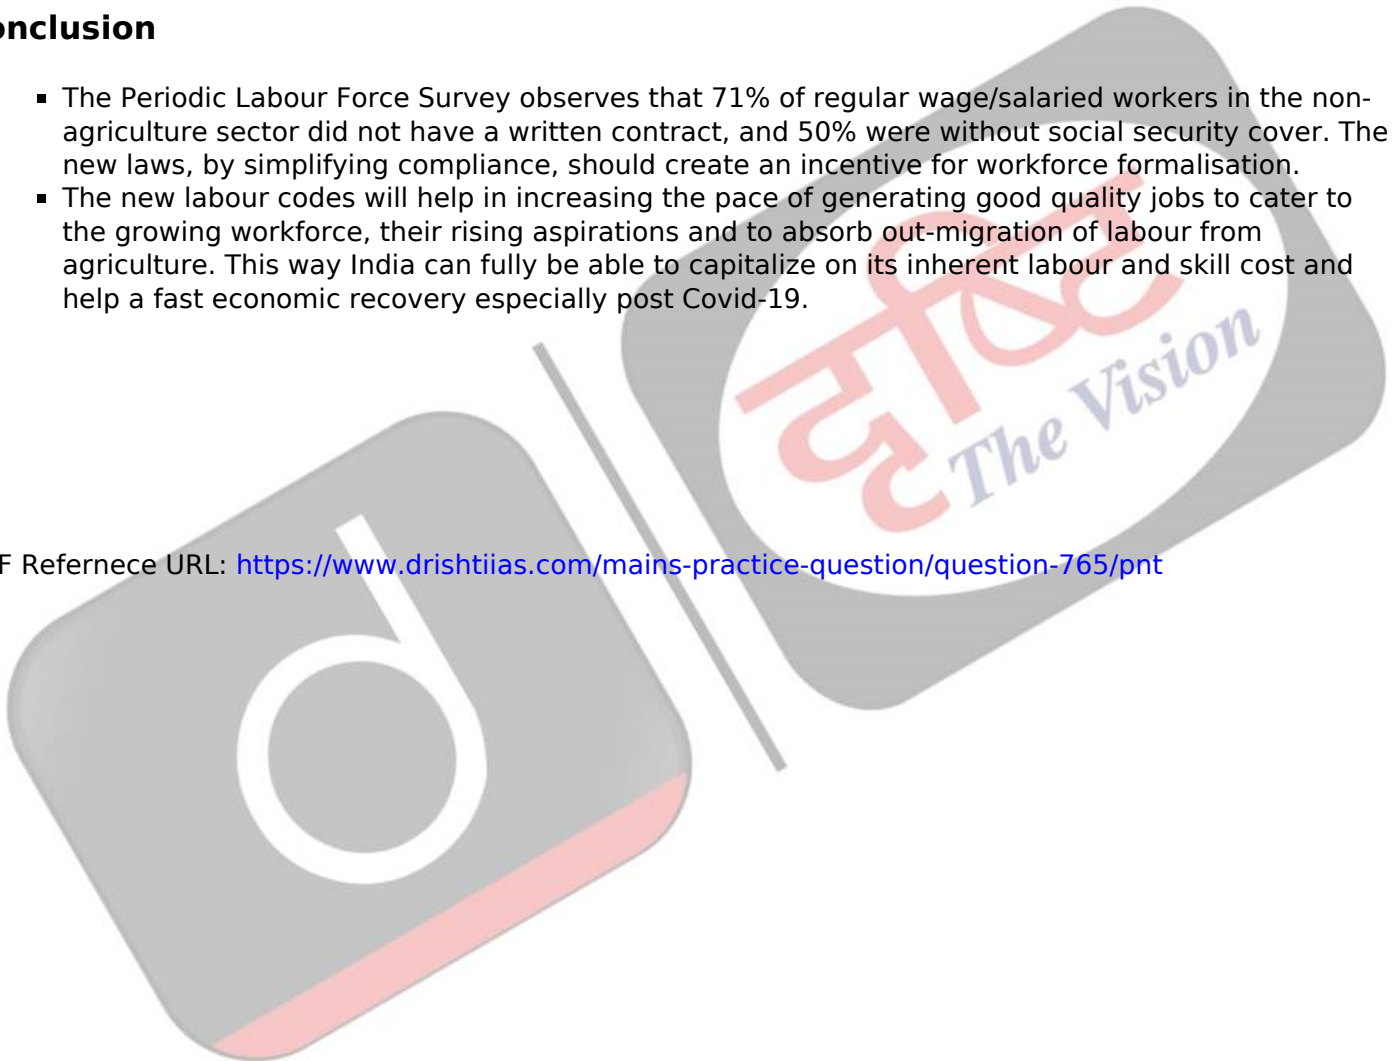 onclusion
▪ The Periodic Labour Force Survey observes that 71% of regular wage/salaried workers in the non-
agriculture sector did not have a written contract, and 50% were without social security cover. The
new laws, by simplifying compliance, should create an incentive for workforce formalisation.
▪ The new labour codes will help in increasing the pace of generating good quality jobs to cater to
the growing workforce, their rising aspirations and to absorb out-migration of labour from
agriculture. This way India can fully be able to capitalize on its inherent labour and skill cost and
help a fast economic recovery especially post Covid-19.
दृष्टि
The Vision
F Refernece URL: https://www.drishtiias.com/mains-practice-question/question-765/pnt
d